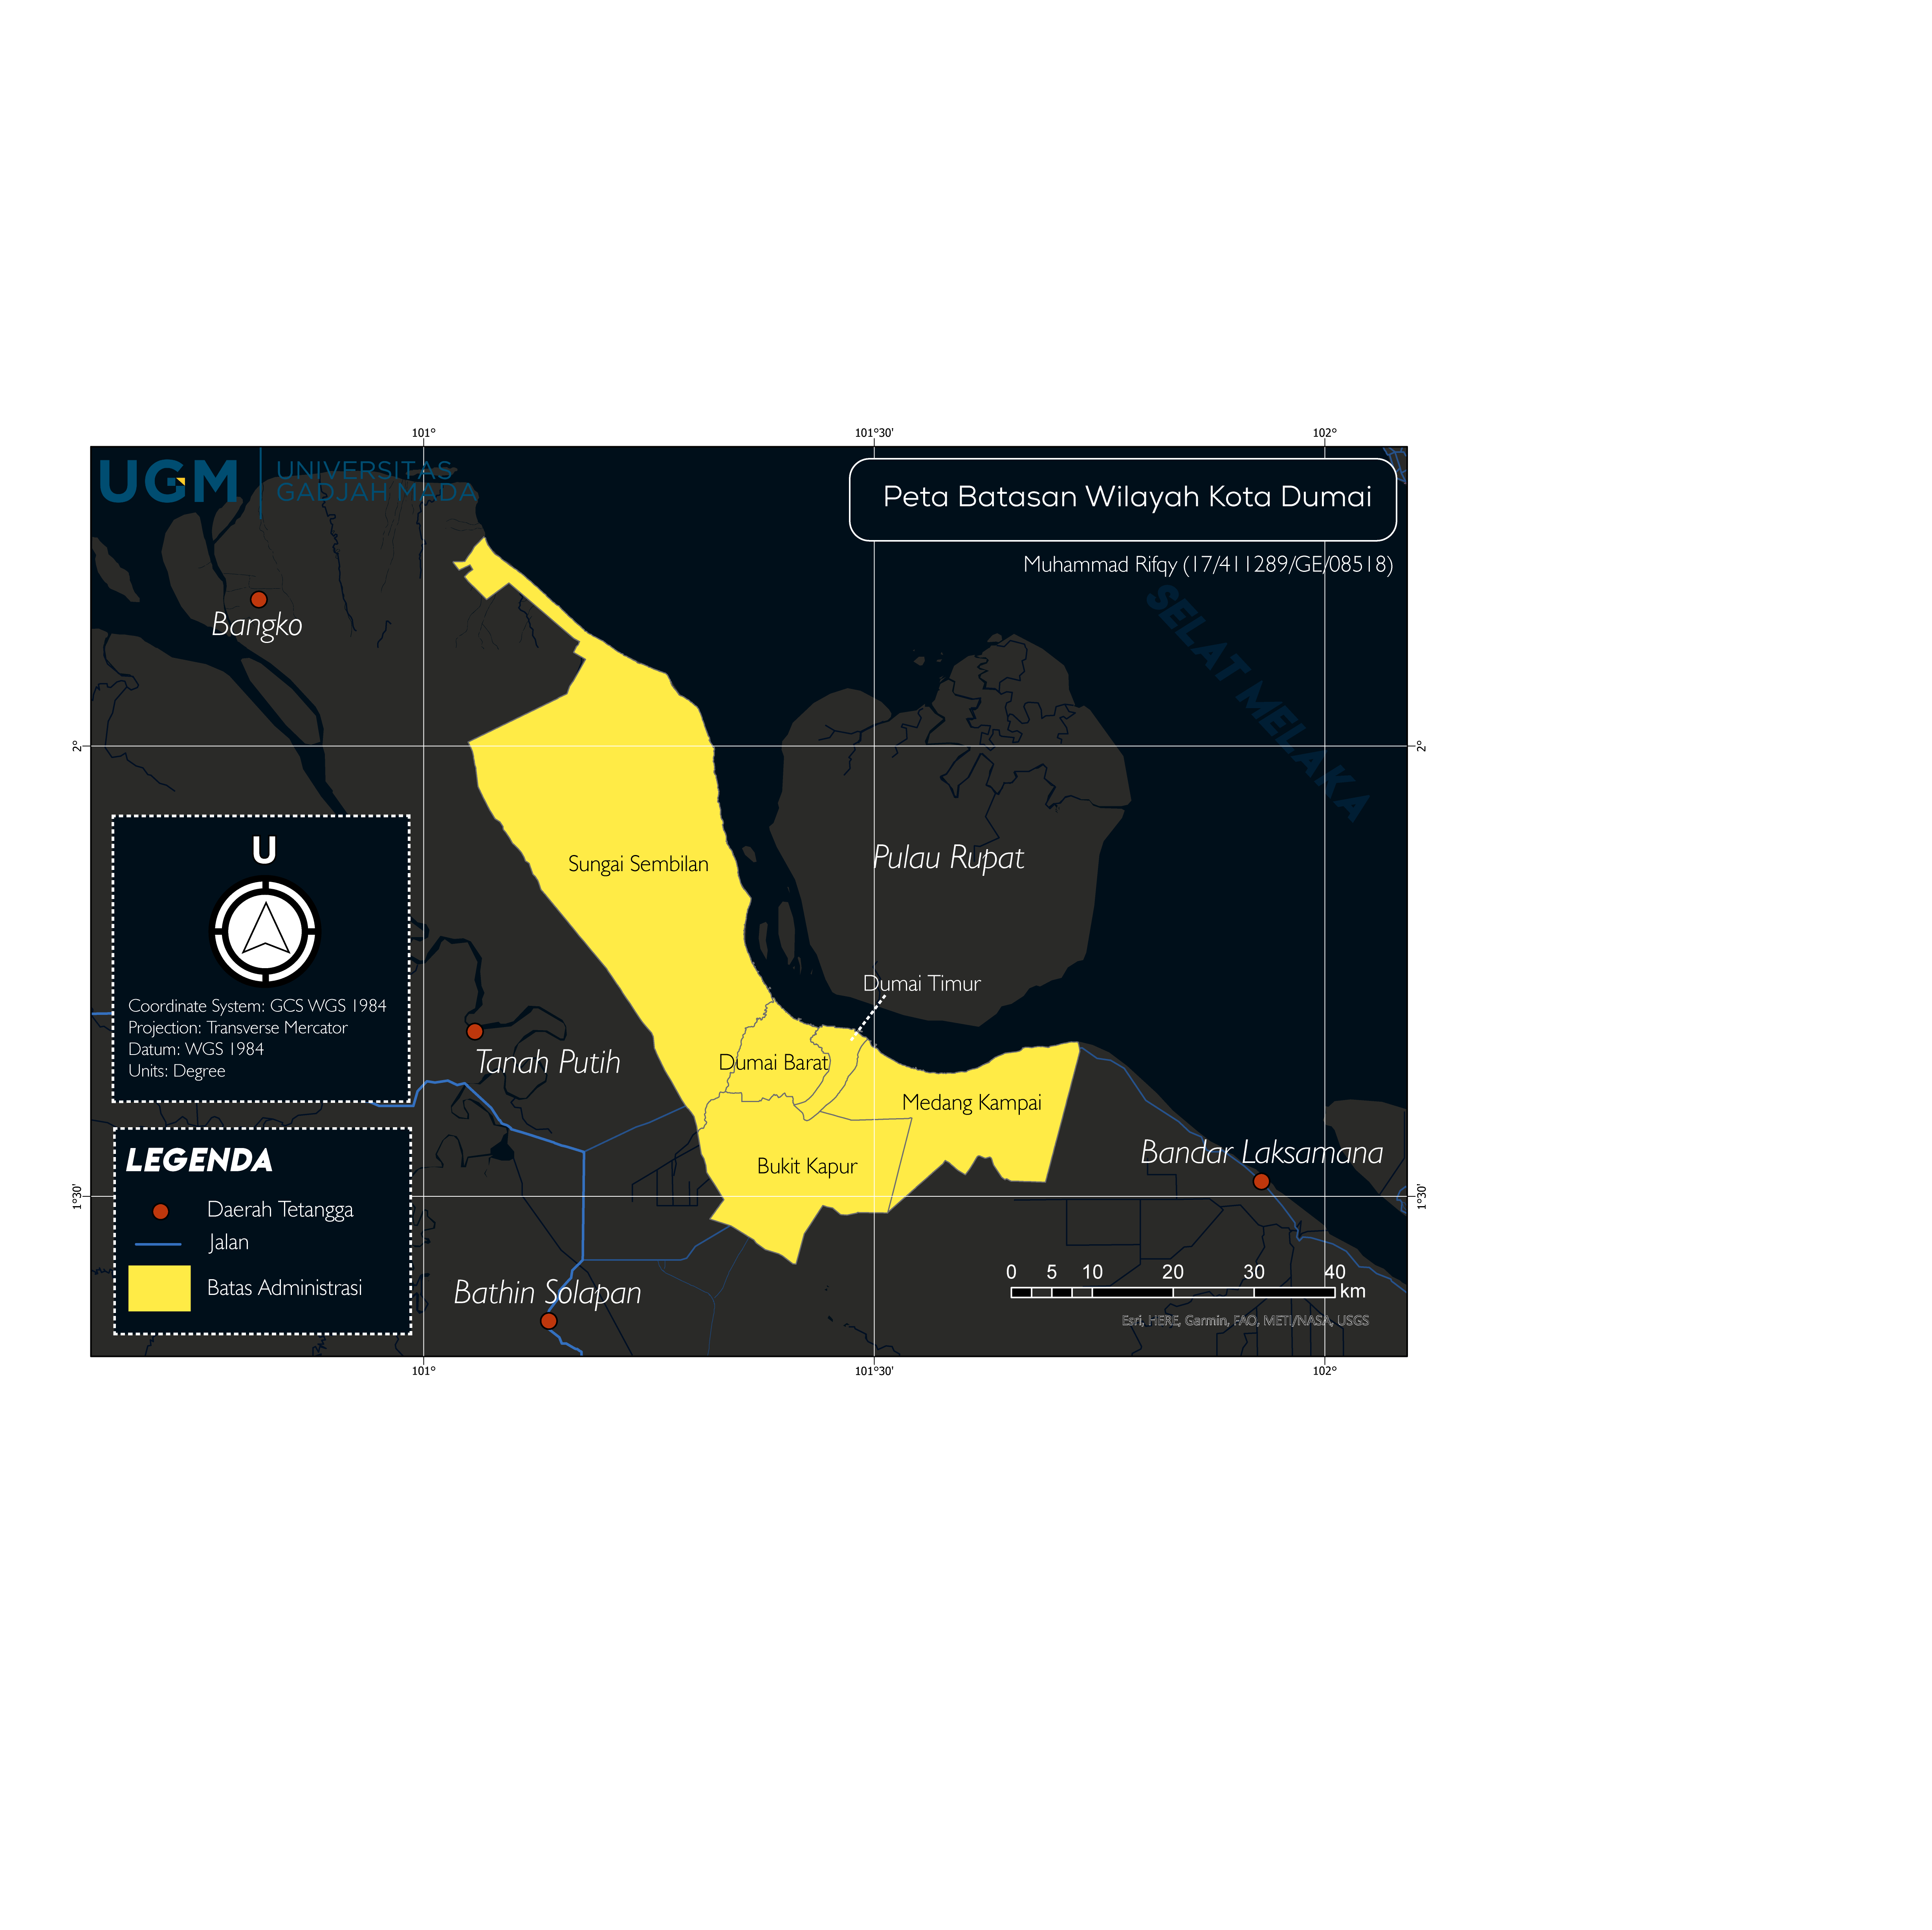 101°
101°30'
102°
UGM
UNIVERSITAS
GADJAH MADA
Peta Batasan Wilayah Kota Dumai
Muhammad Rifqy (17/411289/GE/08518)
SELAT MELAKA
Bangko
2°
2°
Sungai Sembilan
Pulau Rupat
U
Dumai Timur
Coordinate System: GCS WGS 1984
Projection: Transverse Mercator
Datum: WGS 1984
Units: Degree
Tanah Putih
Dumai Barat
Medang Kampai
Bukit Kapur
Bandar Laksamana
1°30'
1°30'
LEGENDA
Daerah Tetangga
Jalan
Batas Administrasi
Bathin Solapan
0 5 10 20 30 40
km
Esri, HERE, Garmin, FAO, METI/NASA, USGS
101°
101°30'
102°